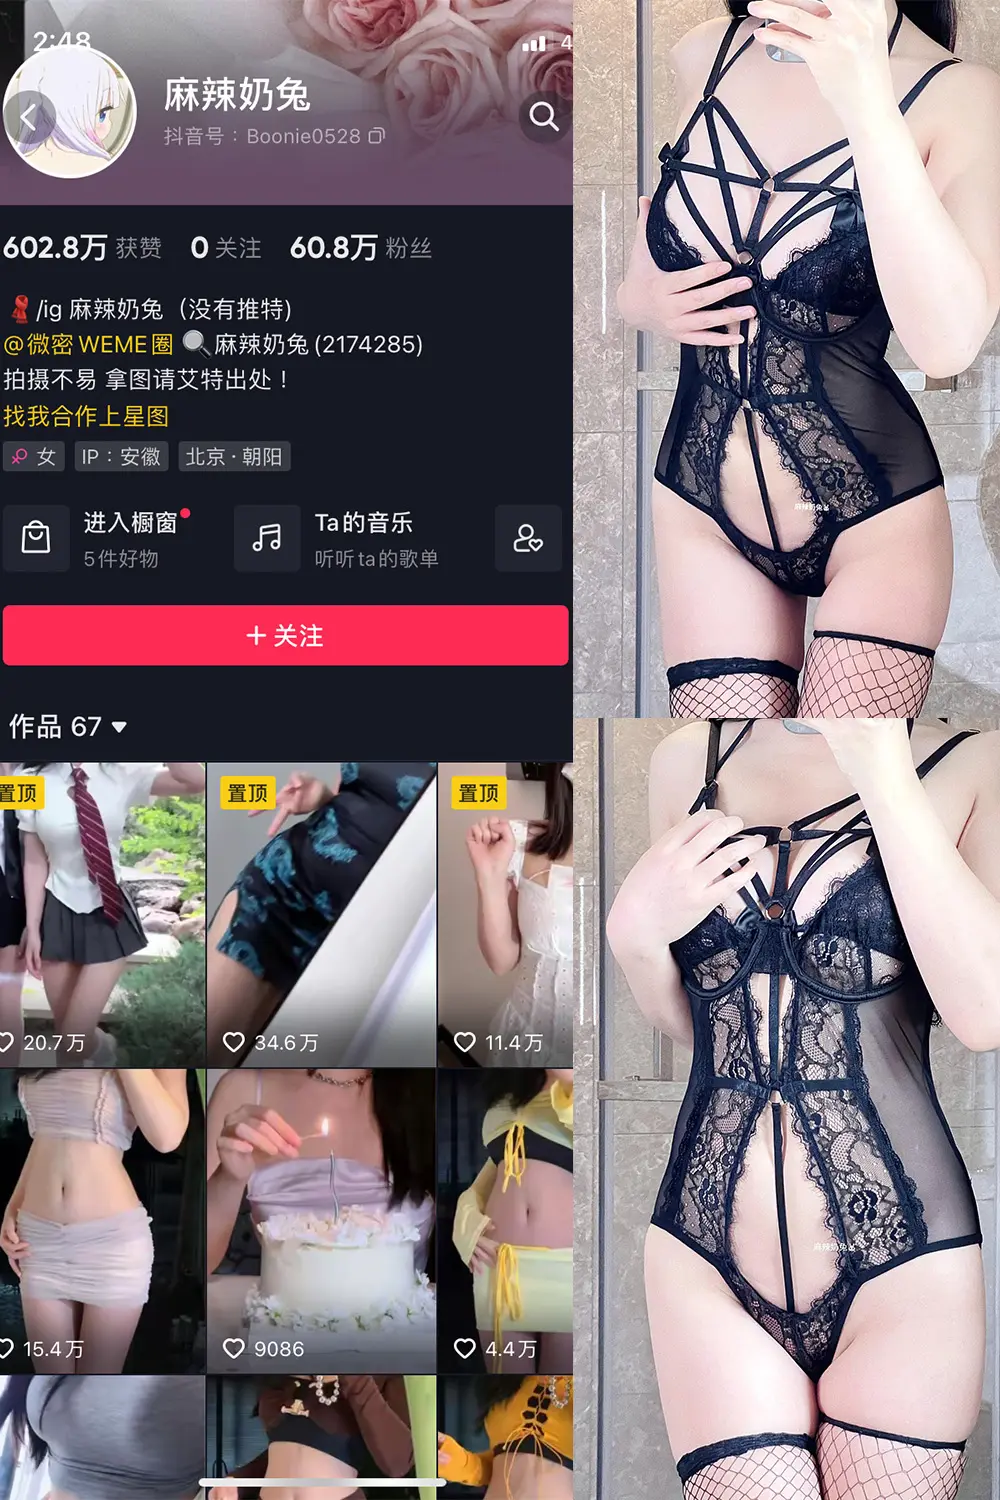 2:48
4
麻辣奶兔
抖音号：Boonie0528
602.8万 获赞 0 关注 60.8万 粉丝
/ig 麻辣奶兔（没有推特)
@微密 WEME圈 麻辣奶兔(2174285)
拍摄不易 拿图请艾特出处！
找我合作上星图
女 IP：安徽 北京·朝阳
进入橱窗 Ta的音乐
5件好物 听听ta的歌单
+ 关注
作品 67
置顶 置顶 置顶
20.7万 34.6万 11.4万
15.4万 9086 4.4万
麻辣奶兔
麻辣奶兔